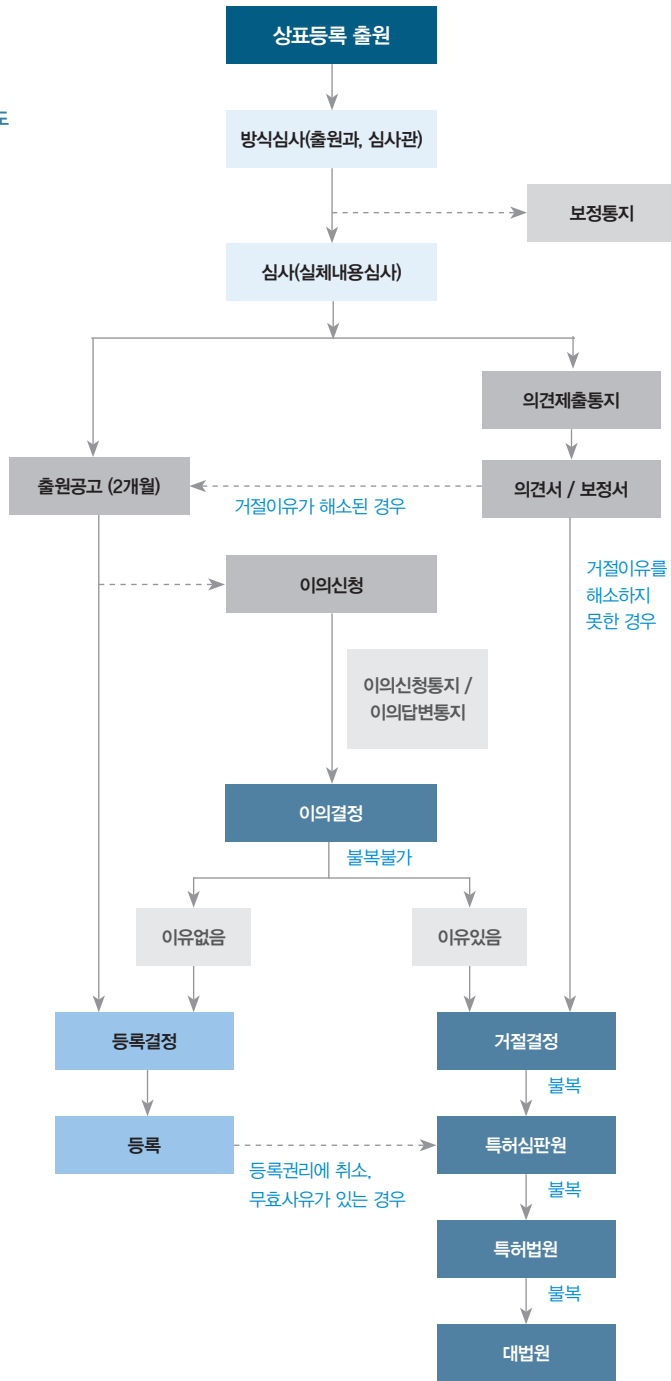 상표등록 출원
도
방식심사(출원과, 심사관)
보정통지
심사(실체내용심사)
의견제출통지
출원공고 (2개월)
의견서 / 보정서
거절이유가 해소된 경우
이의신청
거절이유를
해소하지
못한 경우
이의신청통지 /
이의답변통지
이의결정
불복불가
이유없음
이유있음
등록결정
거절결정
불복
등록
특허심판원
등록권리에 취소,
무효사유가 있는 경우
불복
특허법원
불복
대법원